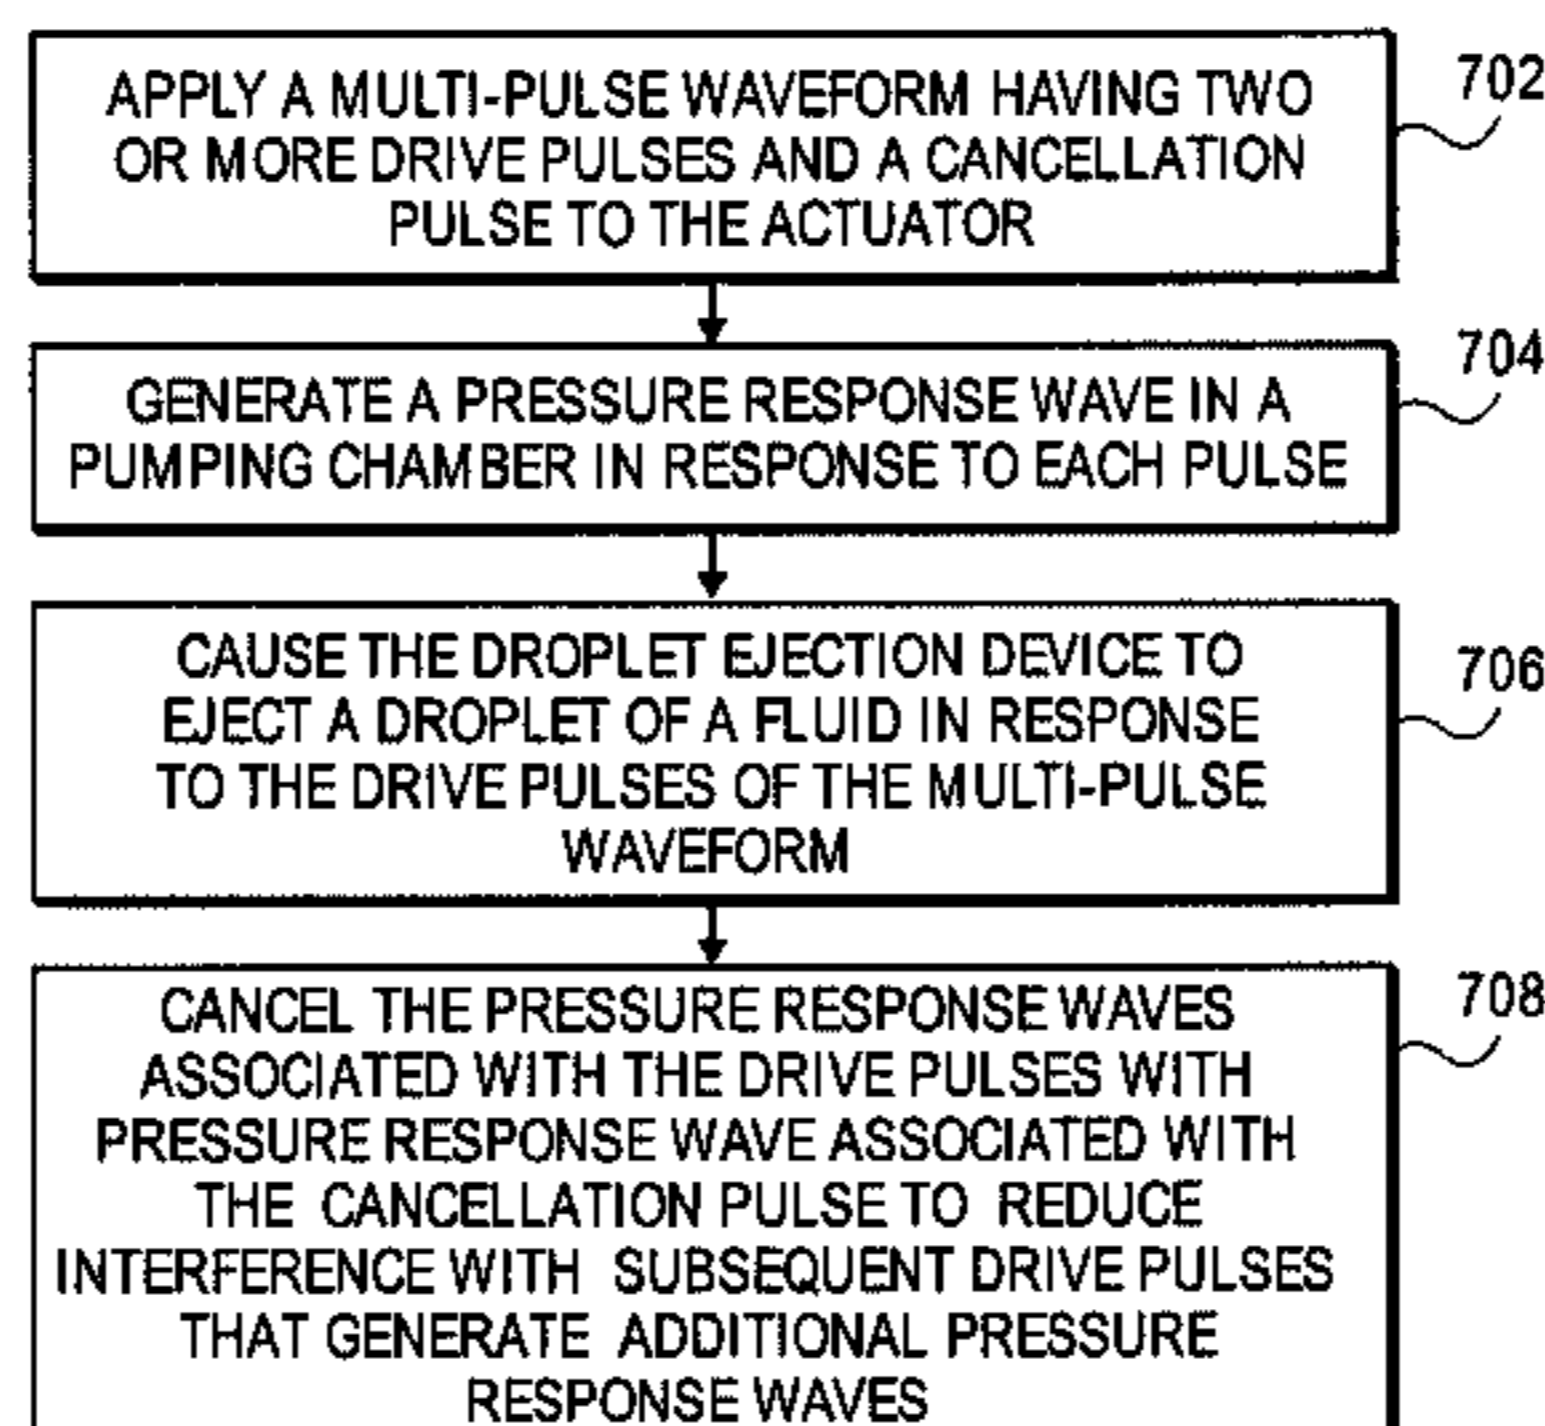 APPLY A MULTI-PULSE WAVEFORM HAVING TWO
OR MORE DRIVE PULSES AND A CANCELLATION
PULSE TO THE ACTUATOR
702
GENERATE A PRESSURE RESPONSE WAVE IN A
PUMPING CHAMBER IN RESPONSE TO EACH PULSE
704
CAUSE THE DROPLET EJECTION DEVICE TO
EJECT A DROPLET OF A FLUID IN RESPONSE
TO THE DRIVE PULSES OF THE MULTI-PULSE
WAVEFORM
706
CANCEL THE PRESSURE RESPONSE WAVES
ASSOCIATED WITH THE DRIVE PULSES WITH
PRESSURE RESPONSE WAVE ASSOCIATED WITH
THE CANCELLATION PULSE TO REDUCE
INTERFERENCE WITH SUBSEQUENT DRIVE PULSES
THAT GENERATE ADDITIONAL PRESSURE
RESPONSE WAVES
708